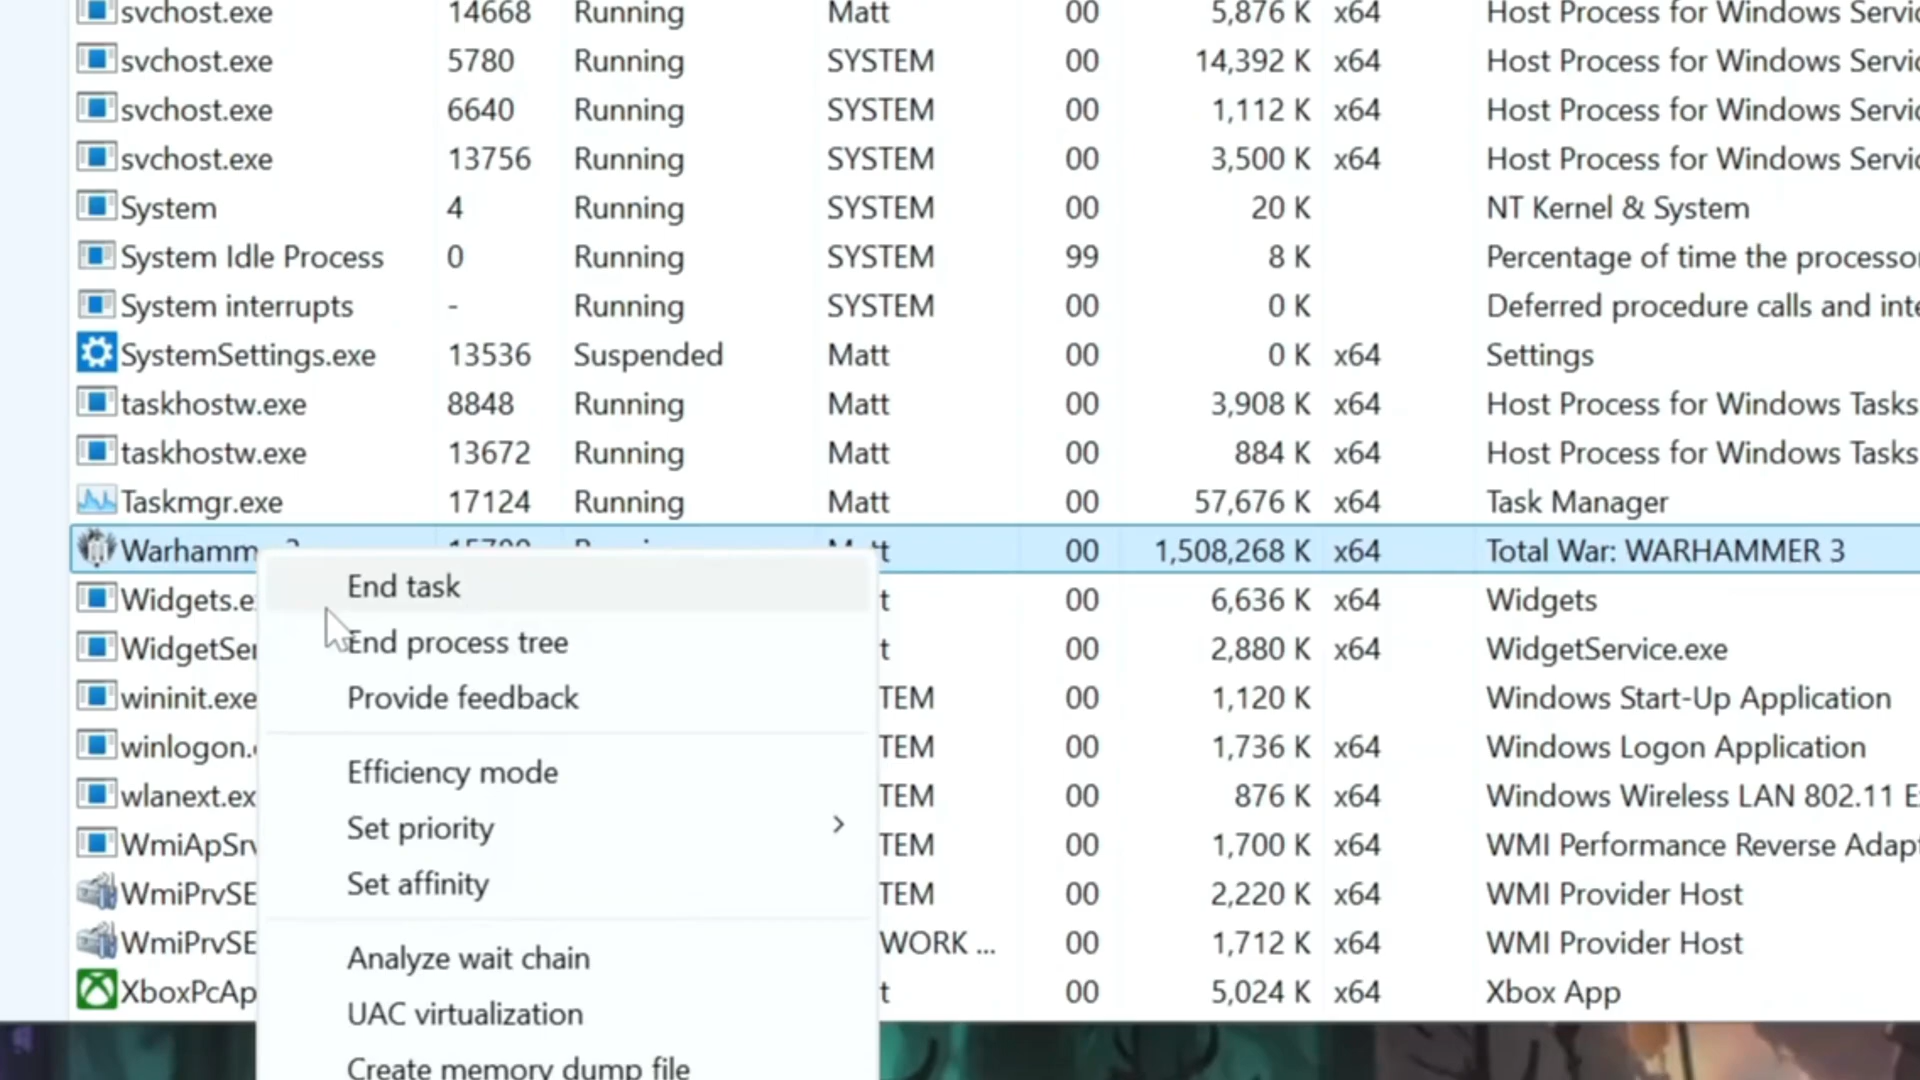 svchost.exe 14668 Running Matt 00 5,876 K x64 Host Process for Windows Servic
svchost.exe 5780 Running SYSTEM 00 14,392 K x64 Host Process for Windows Servic
svchost.exe 6640 Running SYSTEM 00 1,112 K x64 Host Process for Windows Servic
svchost.exe 13756 Running SYSTEM 00 3,500 K x64 Host Process for Windows Servic
System 4 Running SYSTEM 00 20 K NT Kernel & System
System Idle Process 0 Running SYSTEM 99 8 K Percentage of time the processor
System interrupts - Running SYSTEM 00 0 K Deferred procedure calls and inte
SystemSettings.exe 13536 Suspended Matt 00 0 K x64 Settings
taskhostw.exe 8848 Running Matt 00 3,908 K x64 Host Process for Windows Tasks
taskhostw.exe 13672 Running Matt 00 884 K x64 Host Process for Windows Tasks
Taskmgr.exe 17124 Running Matt 00 57,676 K x64 Task Manager
Warhamm 00 1,508,268 K x64 Total War: WARHAMMER 3
Widgets.e t 00 6,636 K x64 Widgets
WidgetSer t 00 2,880 K x64 WidgetService.exe
wininit.exe TEM 00 1,120 K Windows Start-Up Application
winlogon. TEM 00 1,736 K x64 Windows Logon Application
wlanext.ex TEM 00 876 K x64 Windows Wireless LAN 802.11 E
WmiApSrv TEM 00 1,700 K x64 WMI Performance Reverse Adapt
WmiPrvSE TEM 00 2,220 K x64 WMI Provider Host
WmiPrvSE WORK ... 00 1,712 K x64 WMI Provider Host
XboxPcAp t 00 5,024 K x64 Xbox App
End task
End process tree
Provide feedback
Efficiency mode
Set priority
Set affinity
Analyze wait chain
UAC virtualization
Create memory dump file